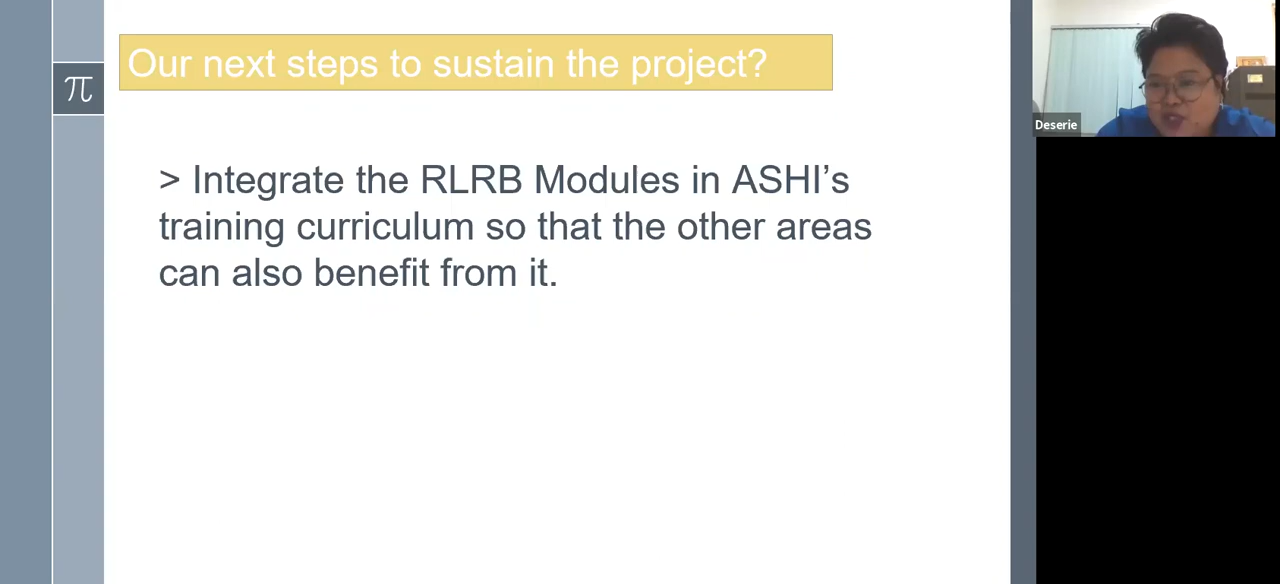 Our next steps to sustain the project?
π
Deserie
> Integrate the RLRB Modules in ASHI’s
training curriculum so that the other areas
can also benefit from it.